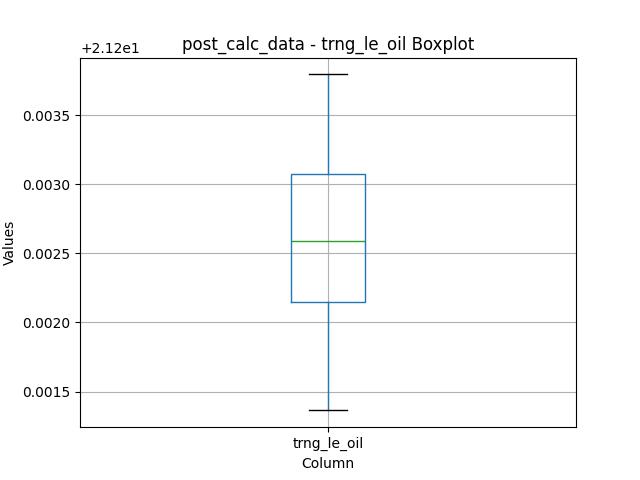 post_calc_data - trng_le_oil Boxplot
+2.12e1
0.0035
0.0030
0.0025
0.0020
0.0015
Values
trng_le_oil
Column